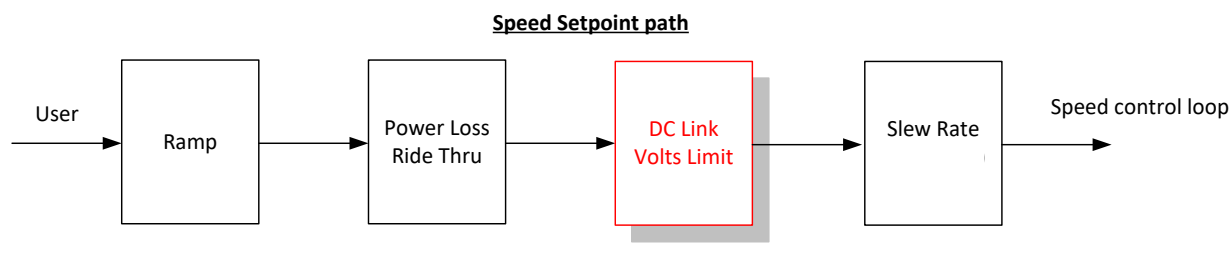 Speed Setpoint path
User
Ramp
Power Loss
Ride Thru
DC Link
Volts Limit
Slew Rate
Speed control loop